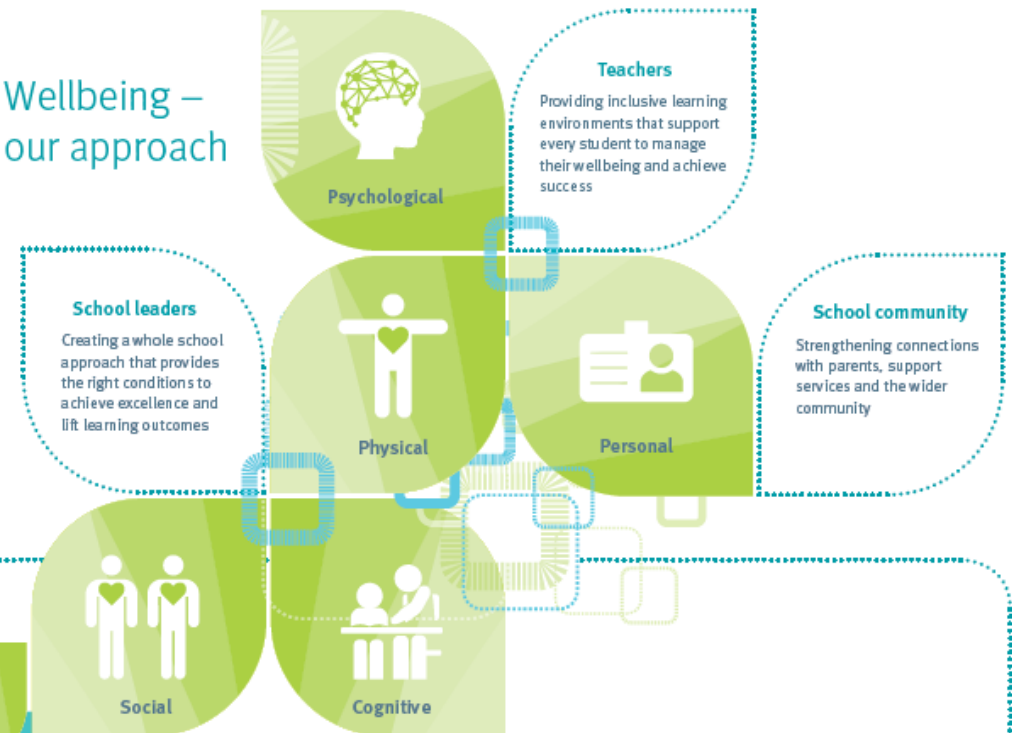 Wellbeing –
our approach
Psychological
Teachers
Providing inclusive learning
environments that support
every student to manage
their wellbeing and achieve
success
School leaders
Creating a whole school
approach that provides
the right conditions to
achieve excellence and
lift learning outcomes
Physical
Personal
School community
Strengthening connections
with parents, support
services and the wider
community
Social
Cognitive